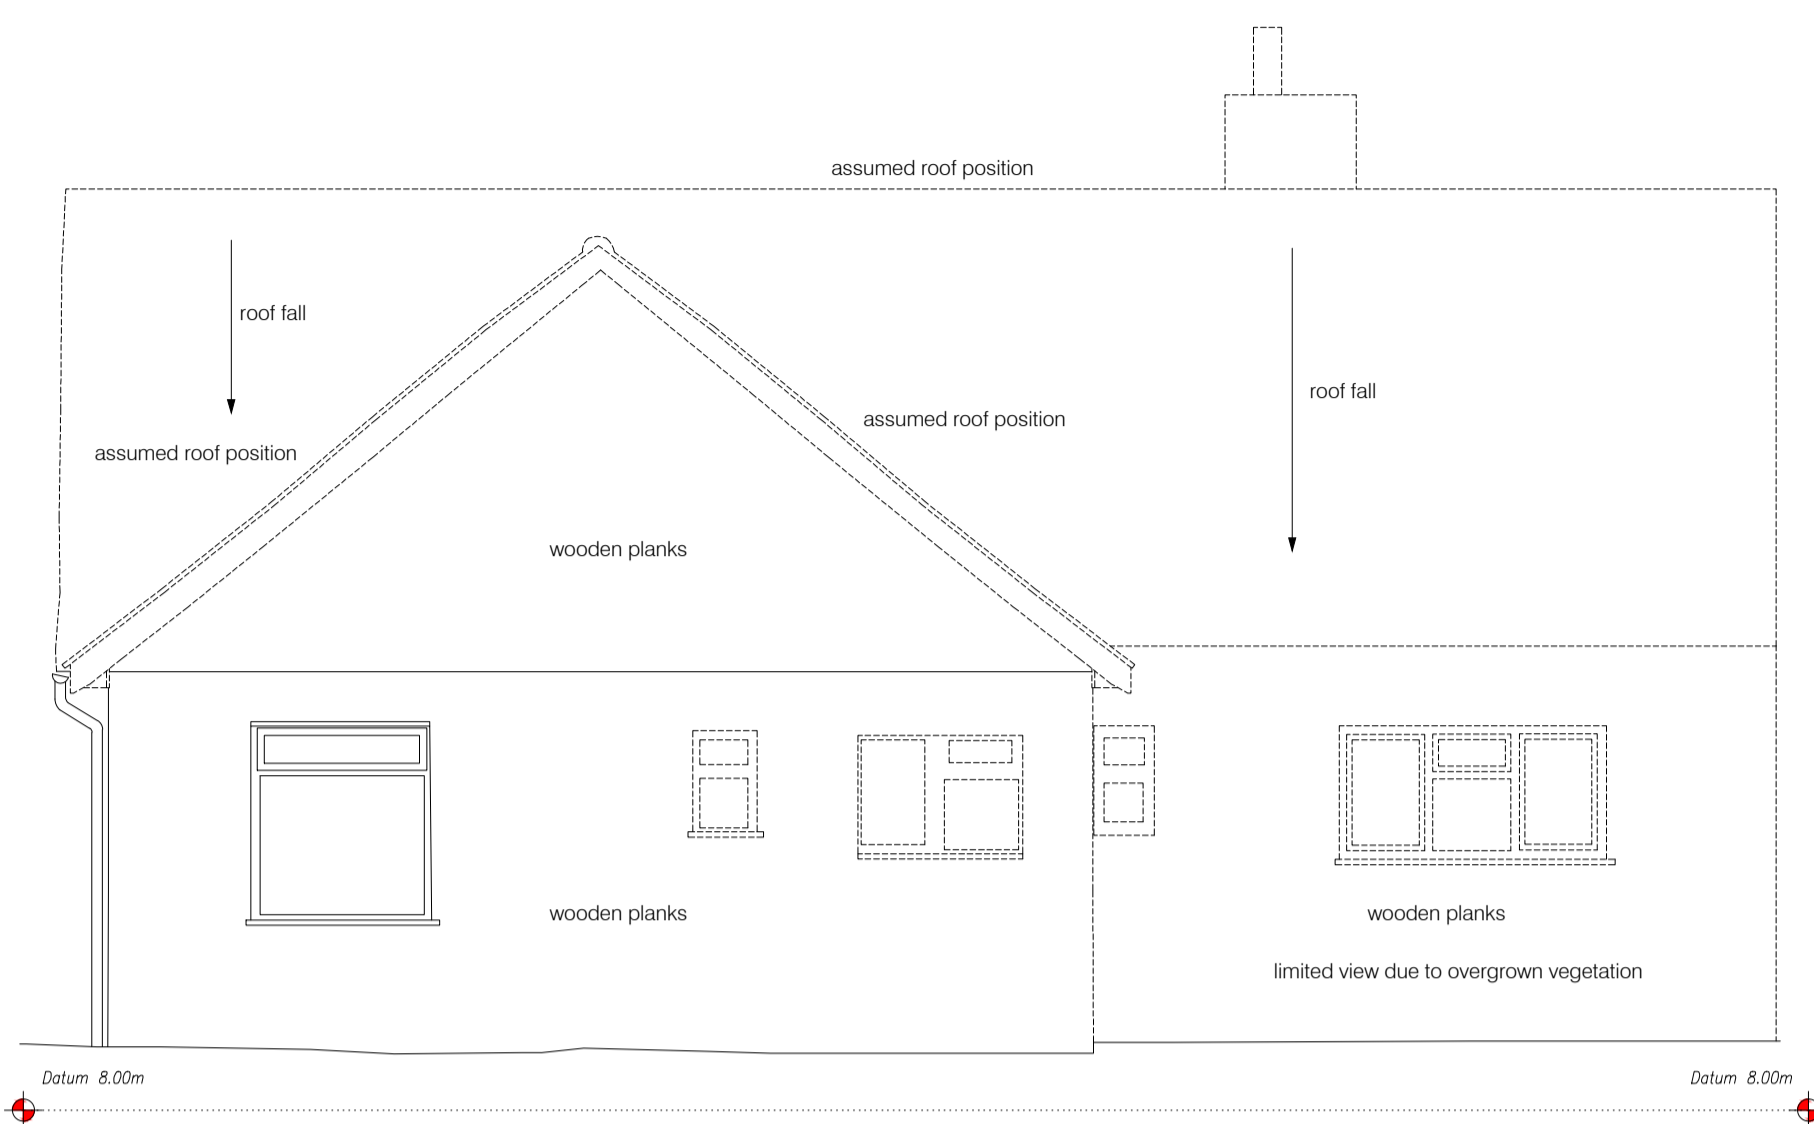 assumed roof position
roof fall
roof fall
assumed roof position
assumed roof position
wooden planks
wooden planks
wooden planks
limited view due to overgrown vegetation
Datum 8.00m
Datum 8.00m